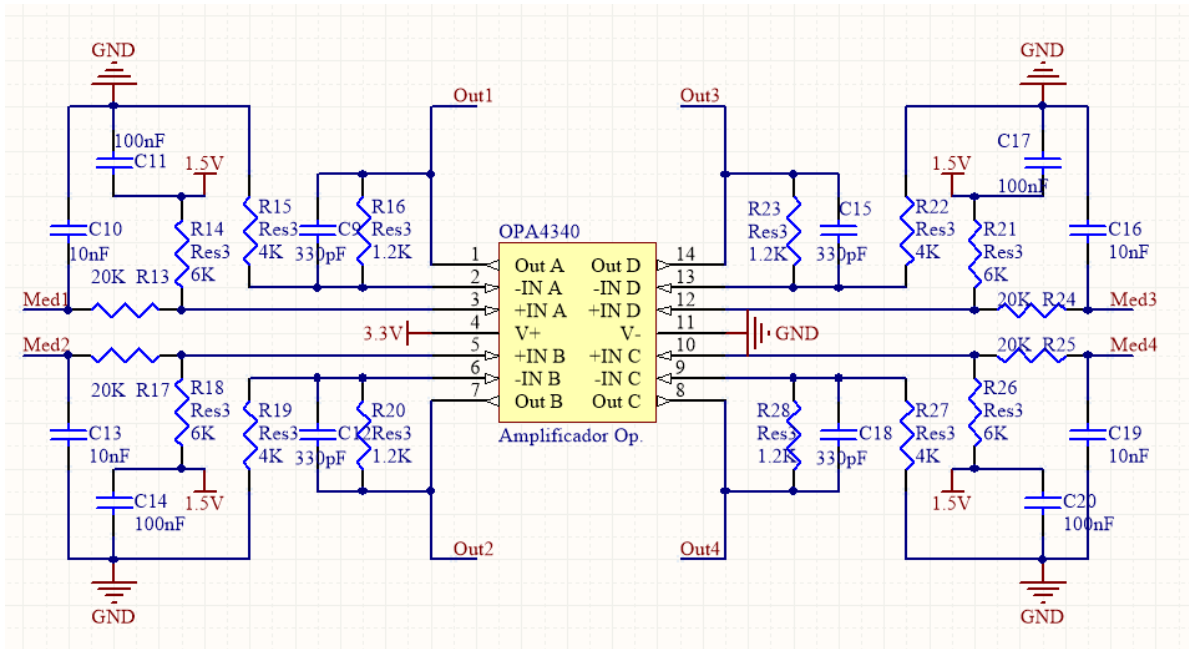 GND
GND
Out1
Out3
100nF
C11
1.5V
C17
1.5V
100nF
C10
10nF
R14
Res3
6K
R15
Res3
4K
C9
330pF
R16
Res3
1.2K
R23
Res3
1.2K
C15
330pF
R22
Res3
4K
R21
Res3
6K
C16
10nF
20K R13
20K R24
Med1
Med3
OPA4340
1 Out A Out D 14
2 -IN A -IN D 13
3 +IN A +IN D 12
3.3V 4 V+ V- 11 GND
5 +IN B +IN C 10
6 -IN B -IN C 9
7 Out B Out C 8
Amplificador Op.
Med2
20K R25
Med4
20K R17
R18
Res3
6K
R19
Res3
4K
C12
330pF
R20
Res3
1.2K
R28
Res3
1.2K
C18
330pF
R27
Res3
4K
R26
Res3
6K
C13
10nF
C19
10nF
C14
100nF
1.5V
1.5V
C20
100nF
Out2
Out4
GND
GND